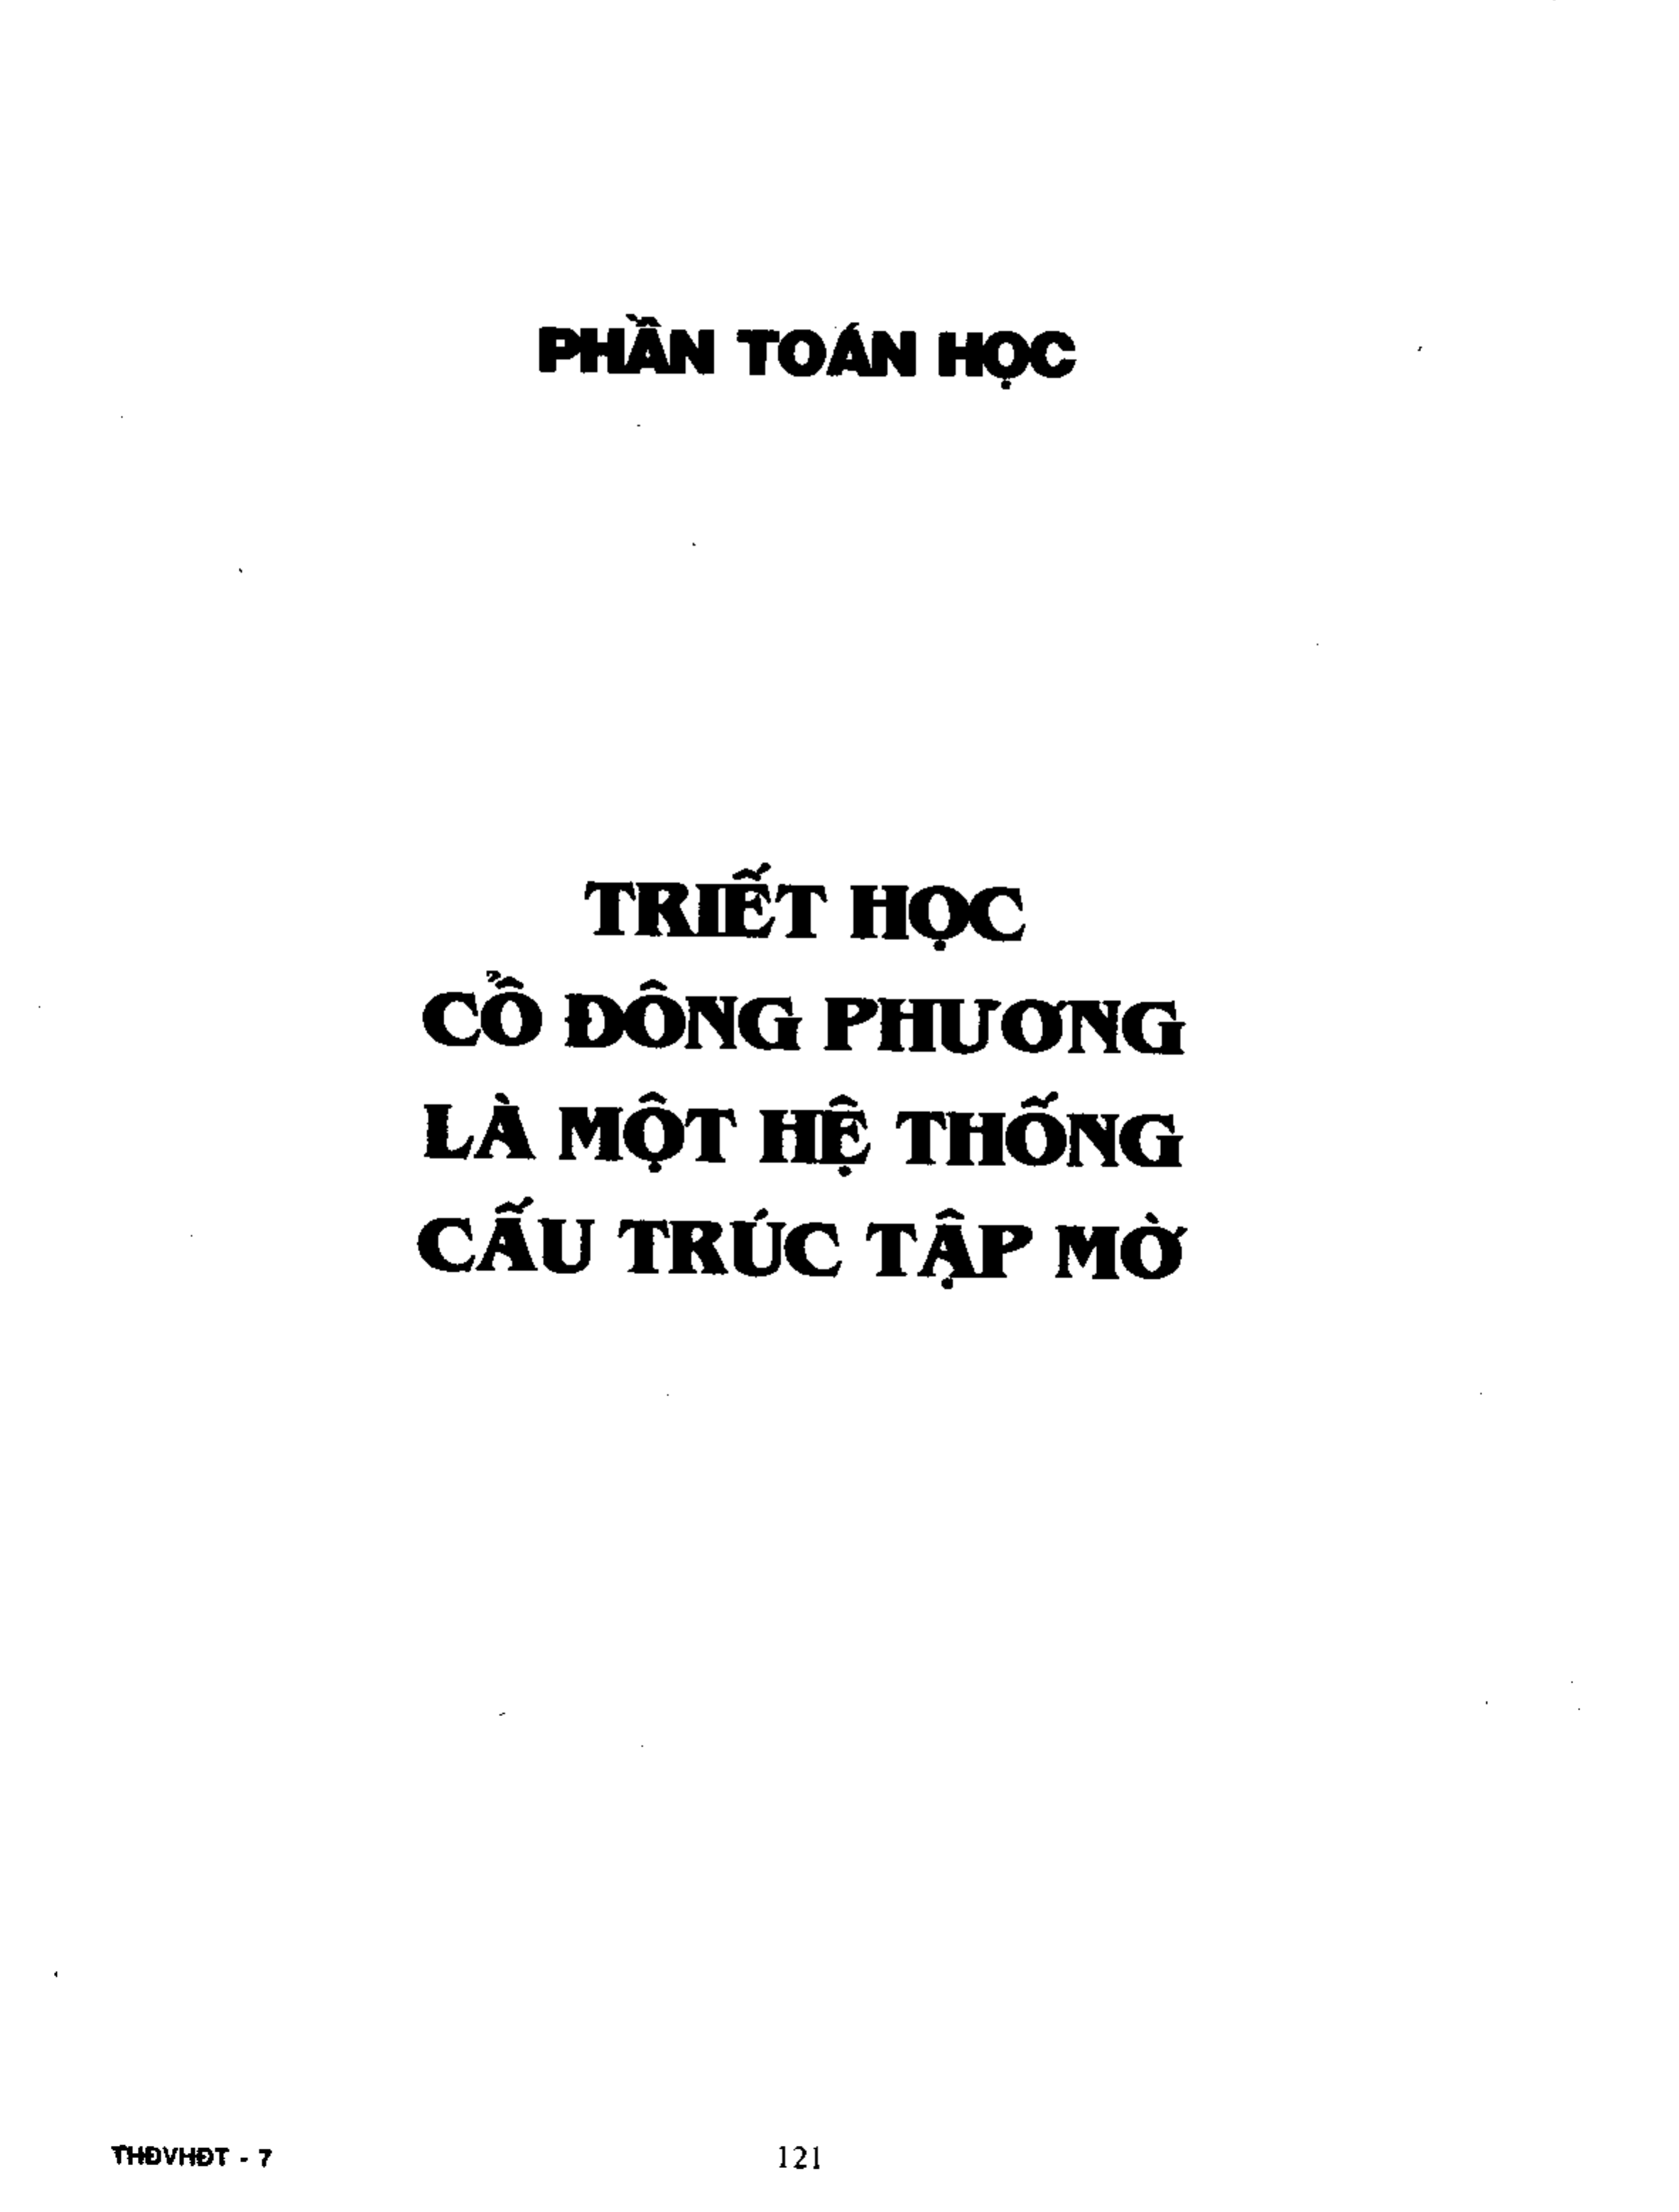 PHẦN TOÁN HỌC
TRIẾT HỌC
CỔ ĐÔNG PHƯƠNG
LÀ MỘT HỆ THỐNG
CẤU TRÚC TẬP MỜ
THĐVHĐT - 7
121